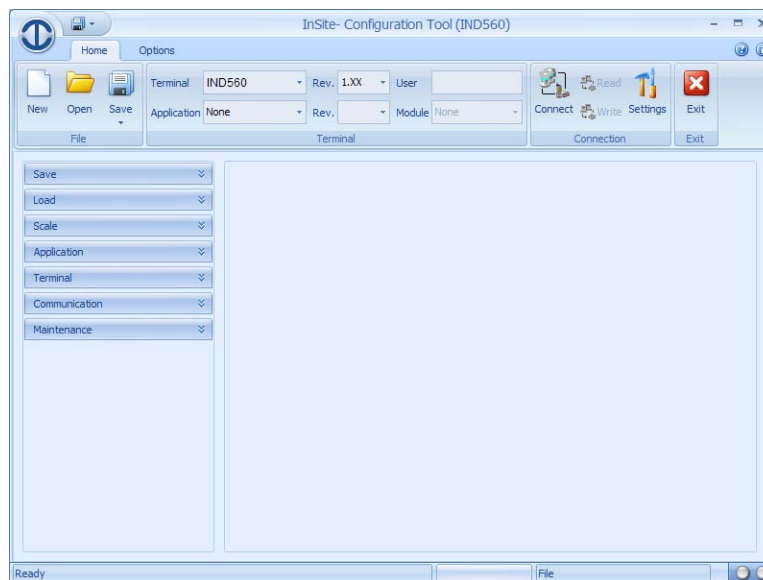 InSite- Configuration Tool (IND560)
Home Options
Terminal IND560 Rev. 1.XX User
Read
New Open Save Connect Settings Exit
Application None Rev. Module None Write
File Terminal Connection Exit
Save
Load
Scale
Application
Terminal
Communication
Maintenance
Ready File